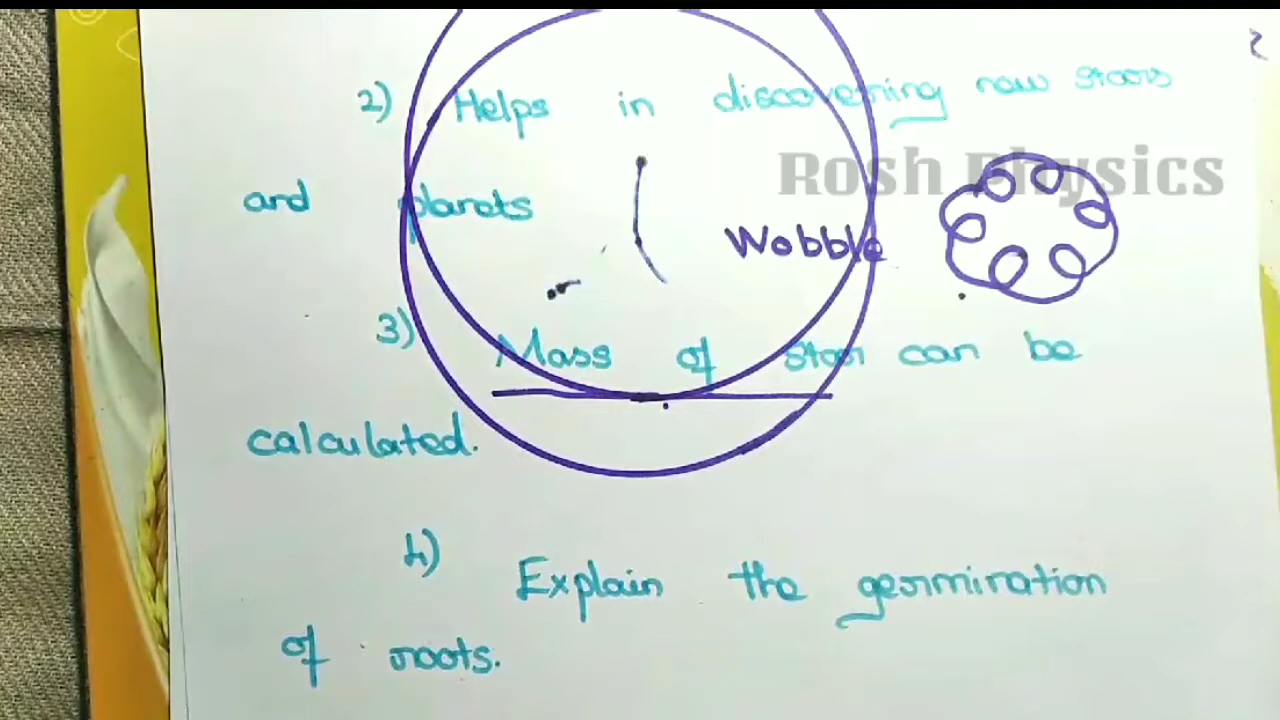 2) Helps in discovering new stars
Rosh Physics
and planets
Wobble
3) Mass of star can be
calculated.
4) Explain the germination
of roots.